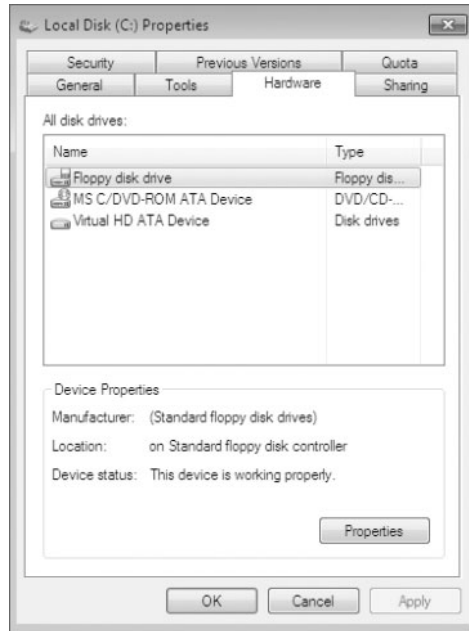 Local Disk (C:) Properties
Security Previous Versions Quota
General Tools Hardware Sharing
All disk drives:
Name Type
Floppy disk drive Floppy dis...
MS C/DVD-ROM ATA Device DVD/CD-...
Virtual HD ATA Device Disk drives
Device Properties
Manufacturer: (Standard floppy disk drives)
Location: on Standard floppy disk controller
Device status: This device is working properly.
Properties
OK Cancel Apply